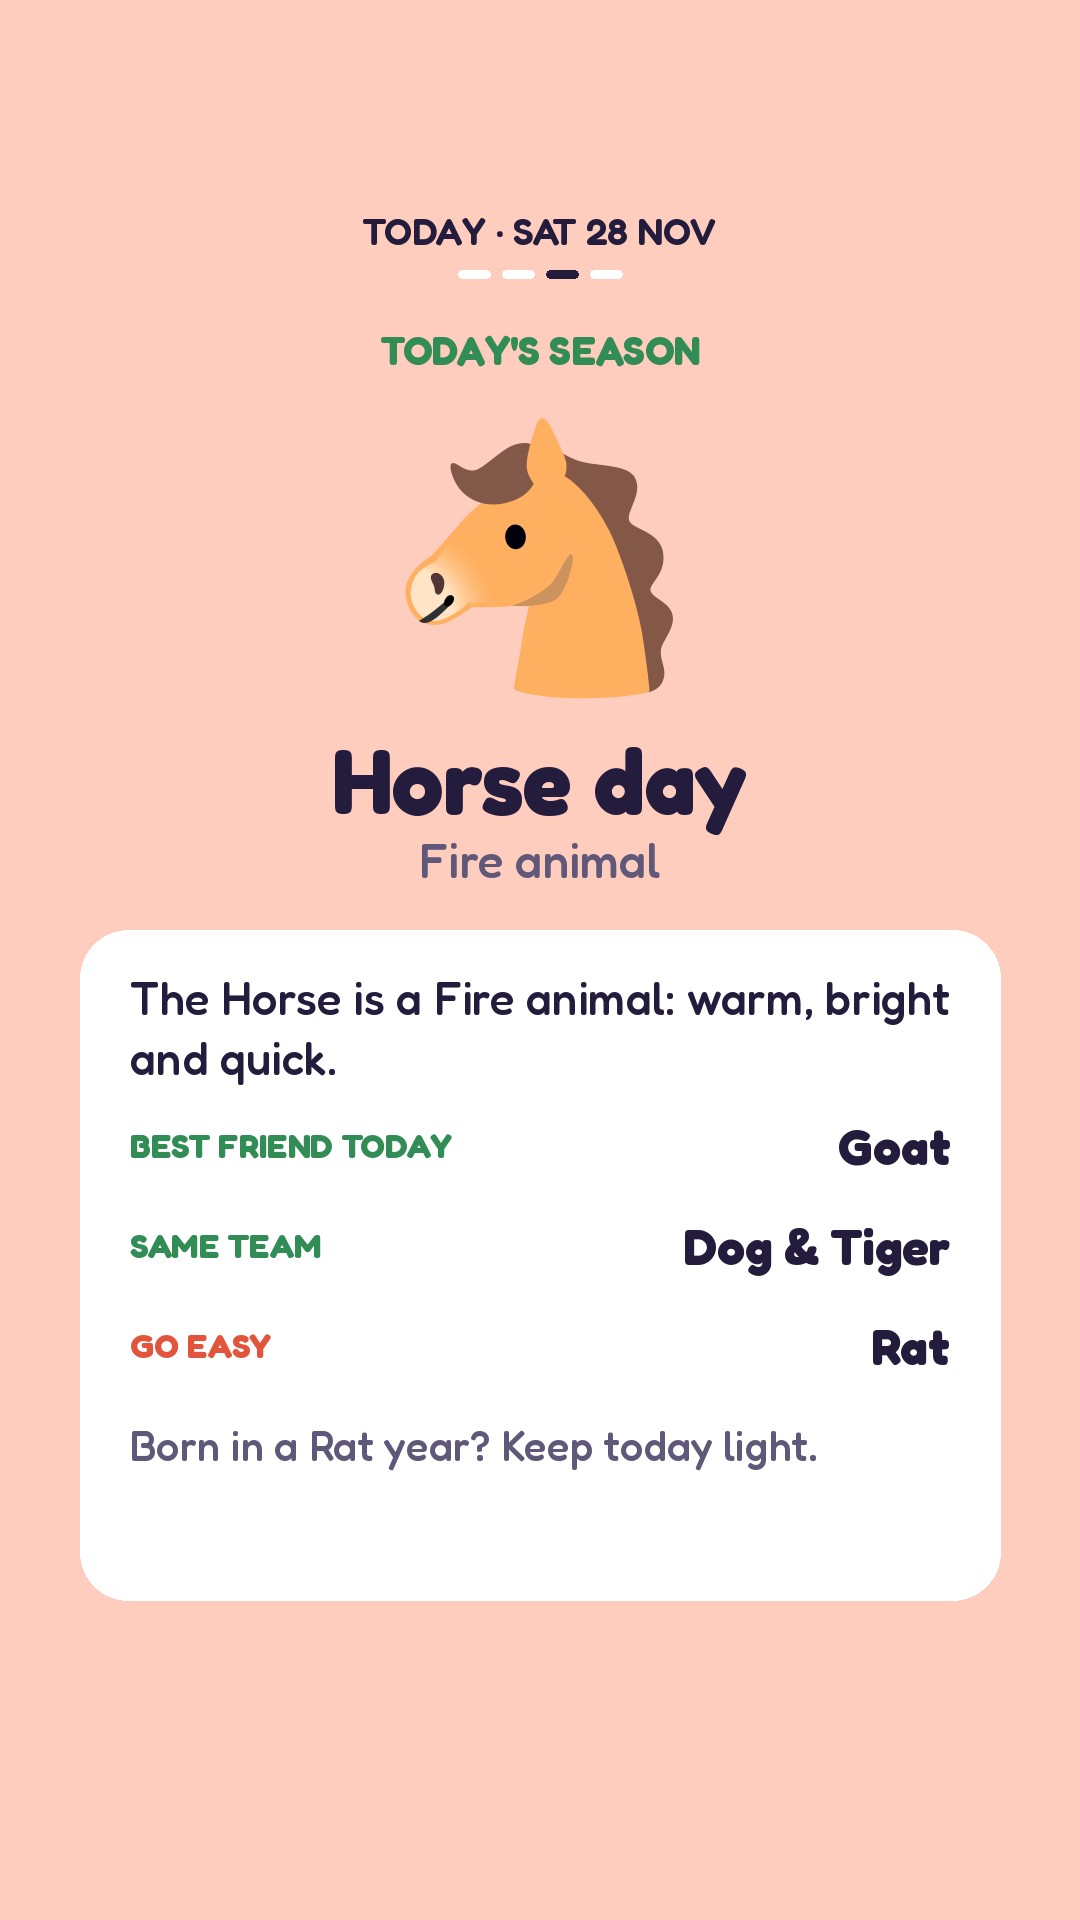 TODAY · SAT 28 NOV
TODAY'S SEASON
Horse day
Fire animal
The Horse is a Fire animal: warm, bright
and quick.
BEST FRIEND TODAY Goat
SAME TEAM Dog & Tiger
GO EASY Rat
Born in a Rat year? Keep today light.